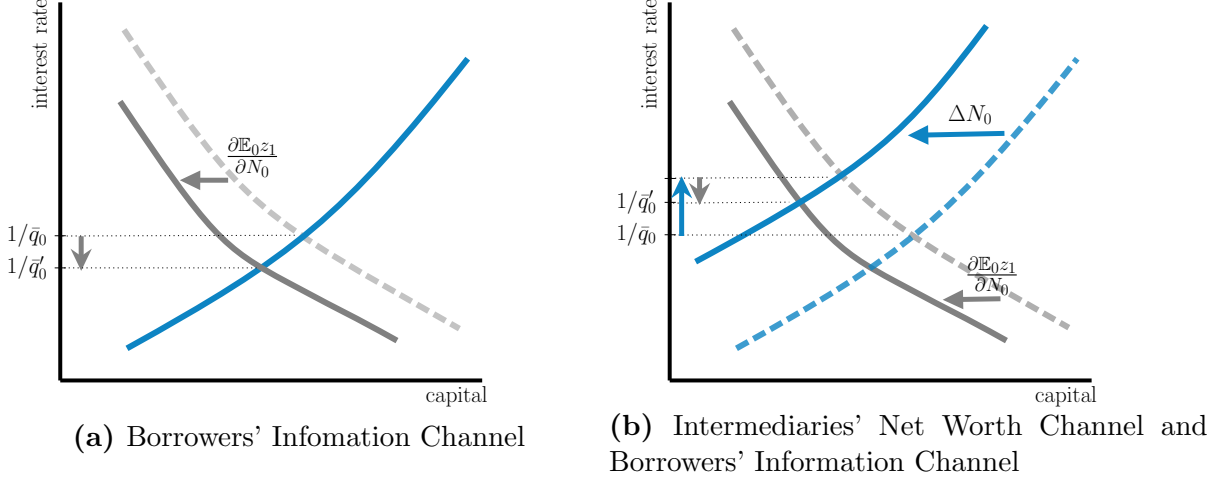 interest rate
∂𝔼₀z₁
∂N₀
1/q̄₀
1/q̄′₀
capital
(a) Borrowers' Infomation Channel
interest rate
ΔN₀
1/q̄′₀
1/q̄₀
∂𝔼₀z₁
∂N₀
capital
(b) Intermediaries' Net Worth Channel and
Borrowers' Information Channel